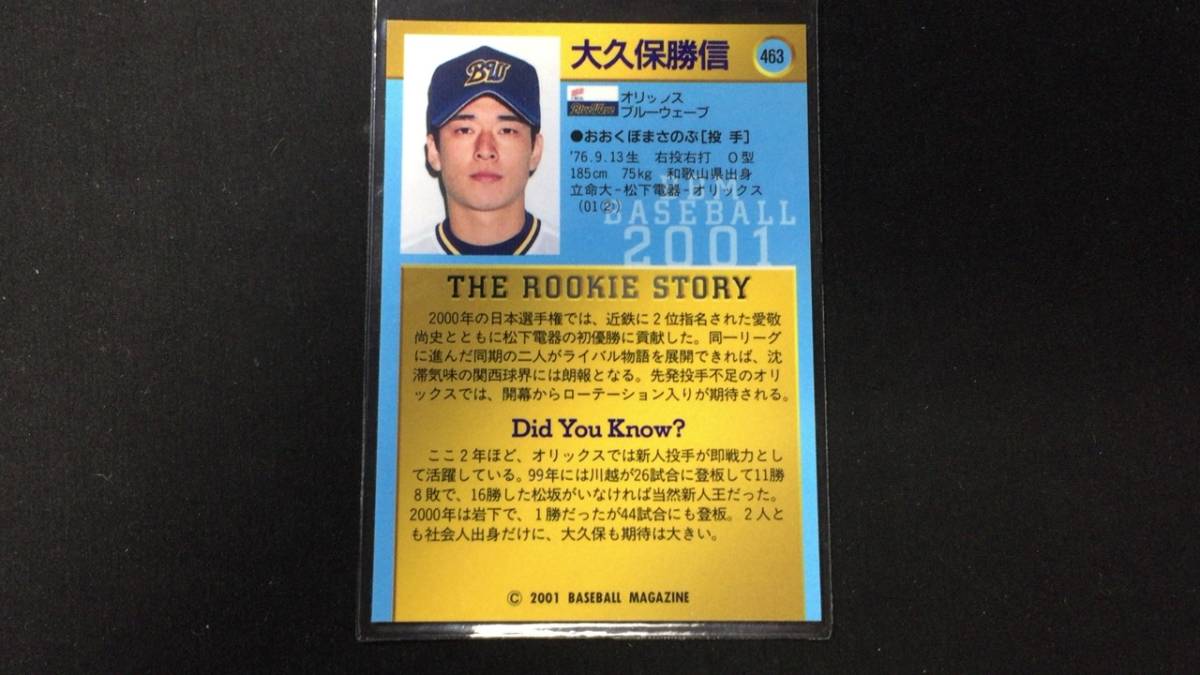 BW
大久保勝信
463
オリックス
ブルーウェーブ
●おおくぼまさのぶ[投 手]
'76.9.13生 右投右打 O型
185cm 75kg 和歌山県出身
立命大-松下電器-オリックス
(01②)
BBM
BASEBALL
2001
THE ROOKIE STORY
2000年の日本選手権では、近鉄に2位指名された愛敬
尚史とともに松下電器の初優勝に貢献した。同一リーグ
に進んだ同期の二人がライバル物語を展開できれば、沈
滞気味の関西球界には朗報となる。先発投手不足のオリ
ックスでは、開幕からローテーション入りが期待される。
Did You Know?
ここ2年ほど、オリックスでは新人投手が即戦力とし
て活躍している。99年には川越が26試合に登板して11勝
8敗で、16勝した松坂がいなければ当然新人王だった。
2000年は岩下で、1勝だったが44試合にも登板。2人と
も社会人出身だけに、大久保も期待は大きい。
© 2001 BASEBALL MAGAZINE